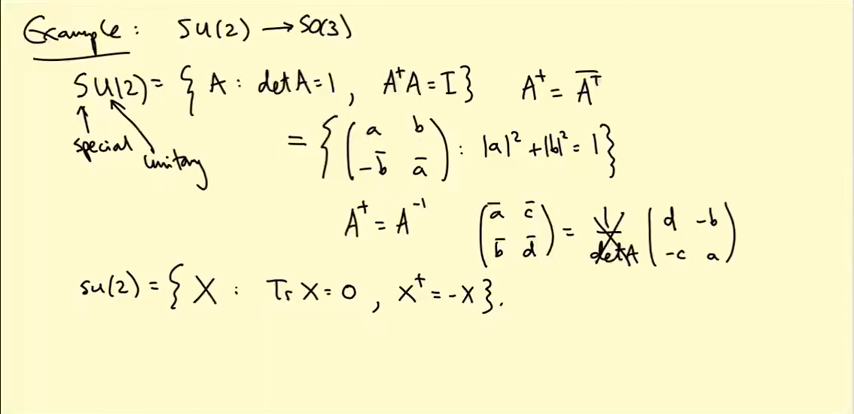 Example: SU(2) → SO(3)
SU(2) = { A : det A = 1 , A†A = I } A† = A̅ᵀ
special unitary
= { ( a b ; -b̅ a̅ ) : |a|² + |b|² = 1 }
A† = A⁻¹ ( a̅ c̅ ; b̅ d̅ ) = 1/det A ( d -b ; -c a )
su(2) = { X : Tr X = 0 , X† = -X }.